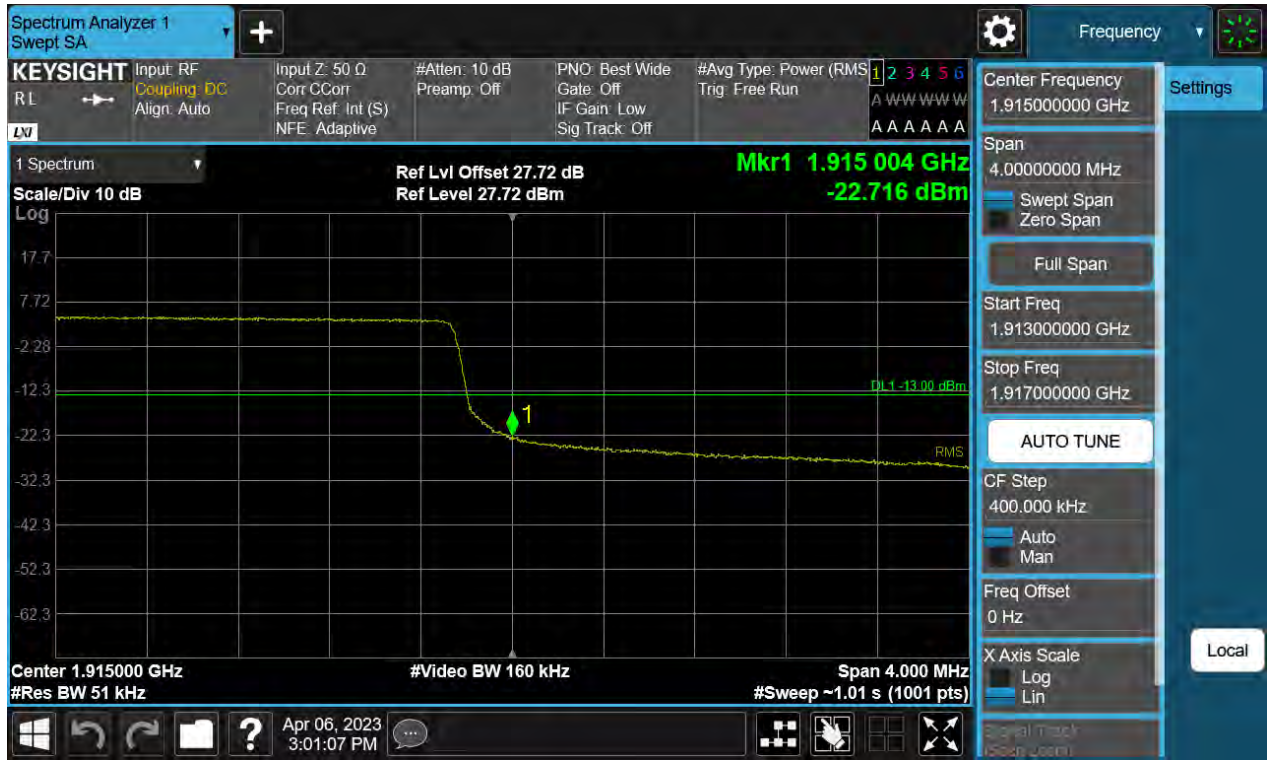 Spectrum Analyzer 1
Swept SA
+
Frequency
KEYSIGHT
RL
LXI
Input: RF
Coupling: DC
Align: Auto
Input Z: 50 Ω
Corr CCorr
Freq Ref: Int (S)
NFE: Adaptive
#Atten: 10 dB
Preamp: Off
PNO: Best Wide
Gate: Off
IF Gain: Low
Sig Track: Off
#Avg Type: Power (RMS
Trig: Free Run
1 2 3 4 5 6
A W W W W W
A A A A A A
1 Spectrum
Scale/Div 10 dB
Log
Ref Lvl Offset 27.72 dB
Ref Level 27.72 dBm
Mkr1 1.915 004 GHz
-22.716 dBm
17.7
7.72
-2.28
-12.3
-22.3
-32.3
-42.3
-52.3
-62.3
DL1 -13.00 dBm
1
RMS
Center 1.915000 GHz
#Res BW 51 kHz
#Video BW 160 kHz
Span 4.000 MHz
#Sweep ~1.01 s (1001 pts)
?
Apr 06, 2023
3:01:07 PM
Center Frequency
1.915000000 GHz
Span
4.00000000 MHz
Swept Span
Zero Span
Full Span
Start Freq
1.913000000 GHz
Stop Freq
1.917000000 GHz
AUTO TUNE
CF Step
400.000 kHz
Auto
Man
Freq Offset
0 Hz
X Axis Scale
Log
Lin
Signal Track
(Span Zoom)
Settings
Local